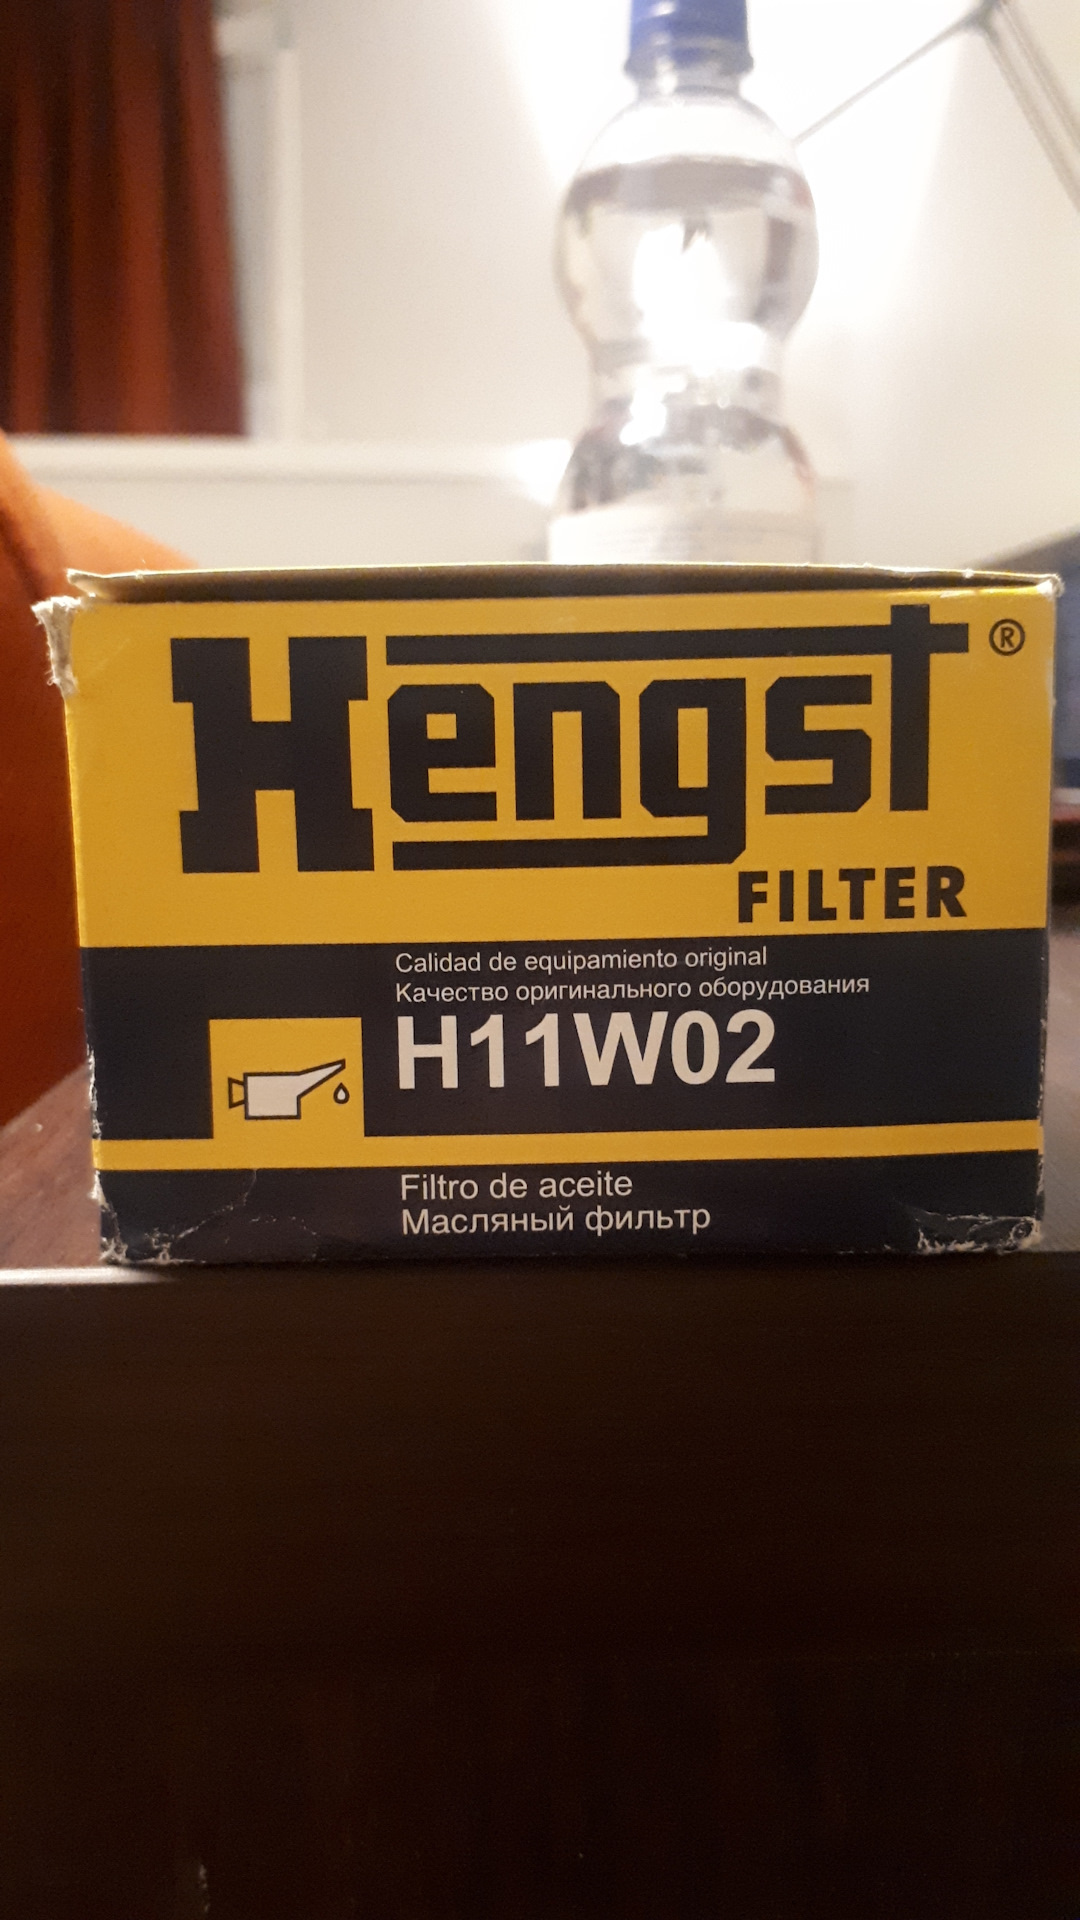 Hengst®
FILTER
Calidad de equipamiento original
Качество оригинального оборудования
H11W02
Filtro de aceite
Масляный фильтр